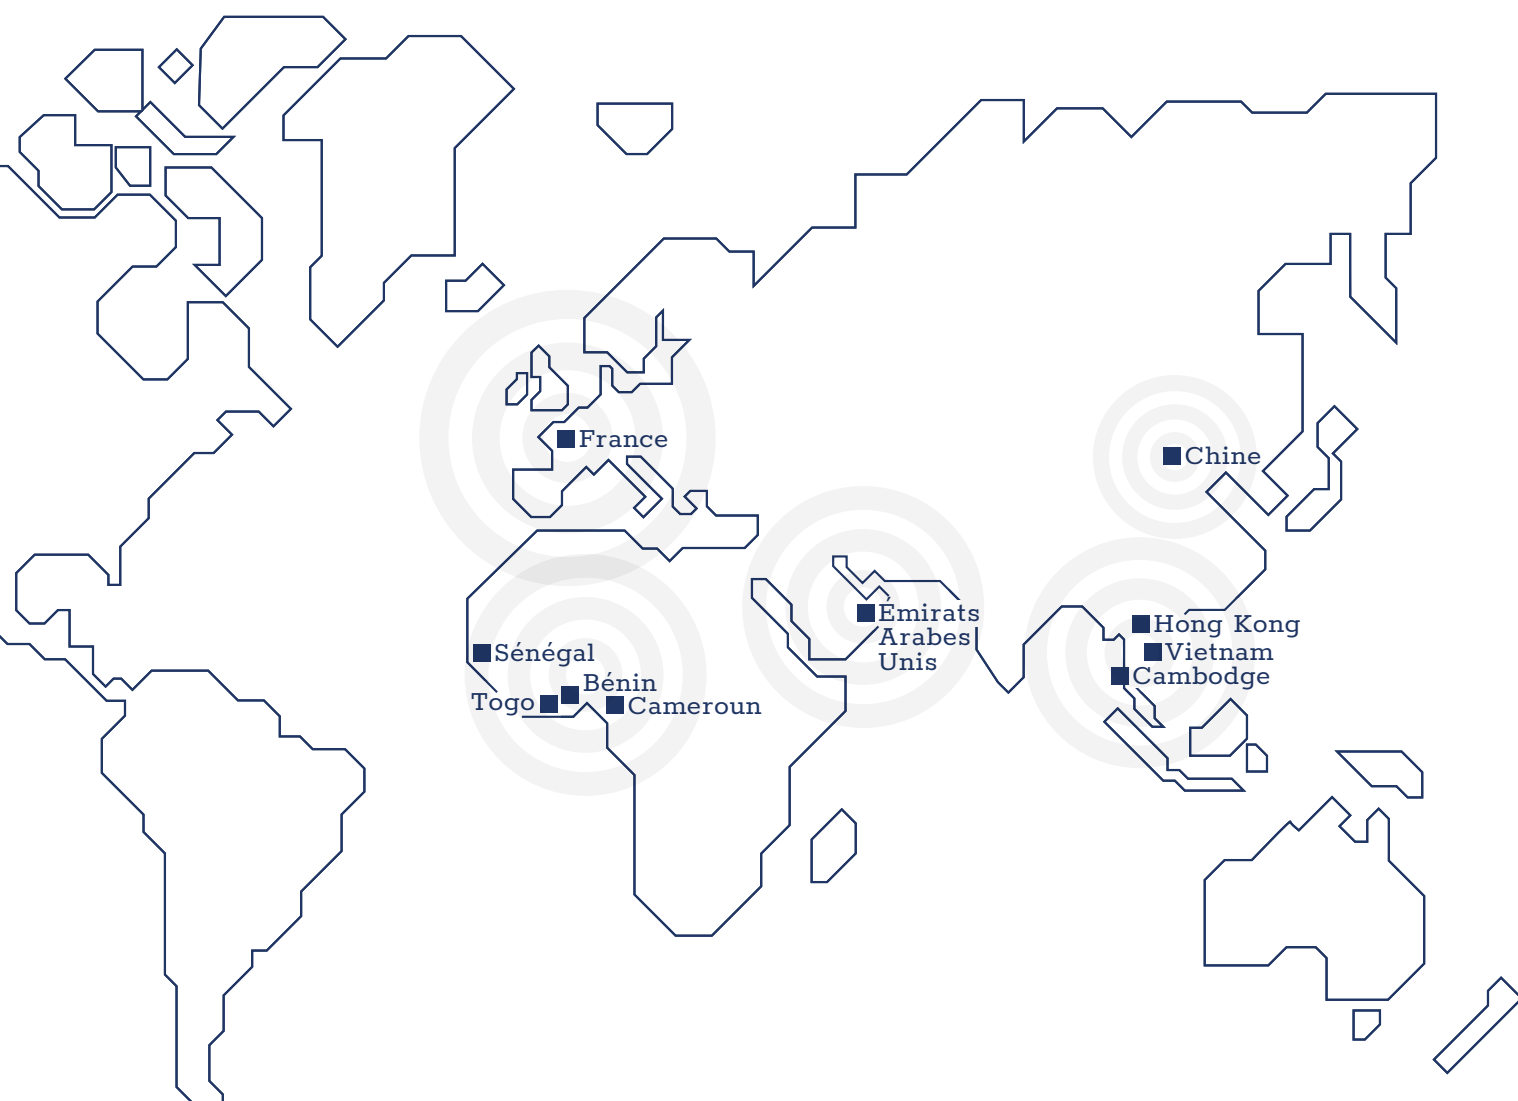 France
Chine
Émirats
Arabes
Unis
Hong Kong
Vietnam
Cambodge
Sénégal
Bénin
Togo
Cameroun